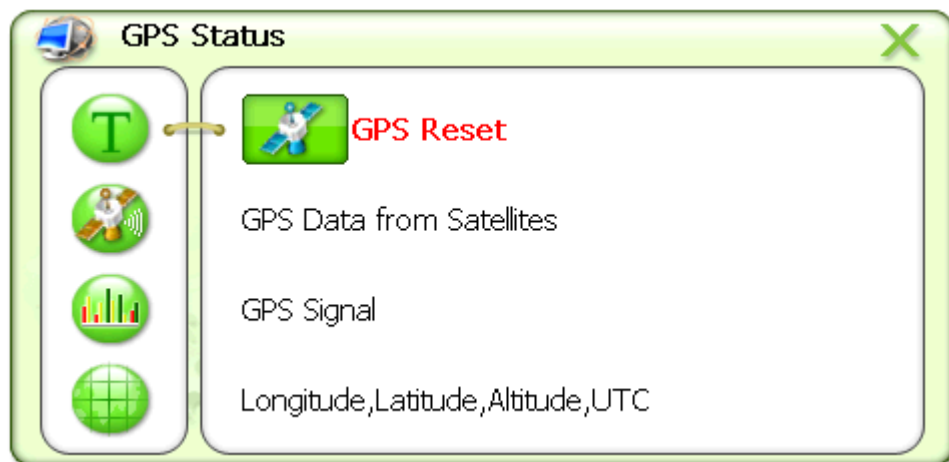 GPS Status
T
GPS Reset
GPS Data from Satellites
GPS Signal
Longitude,Latitude,Altitude,UTC